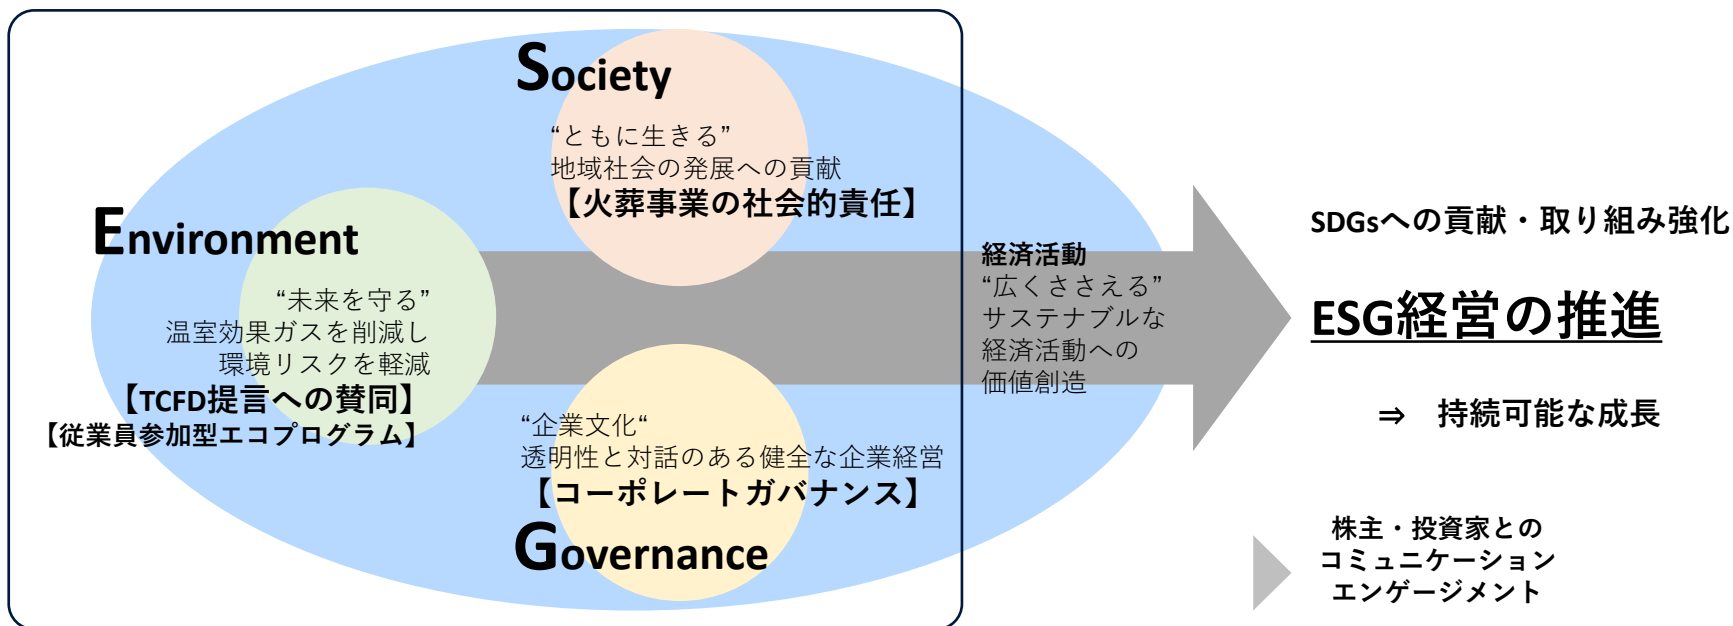 Society
“ともに生きる”
地域社会の発展への貢献
【火葬事業の社会的責任】
Environment
“未来を守る”
温室効果ガスを削減し
環境リスクを軽減
【TCFD提言への賛同】
【従業員参加型エコプログラム】
“企業文化“
透明性と対話のある健全な企業経営
【コーポレートガバナンス】
Governance
経済活動
“広くささえる”
サステナブルな
経済活動への
価値創造
SDGsへの貢献・取り組み強化
ESG経営の推進
⇒ 持続可能な成長
株主・投資家との
コミュニケーション
エンゲージメント